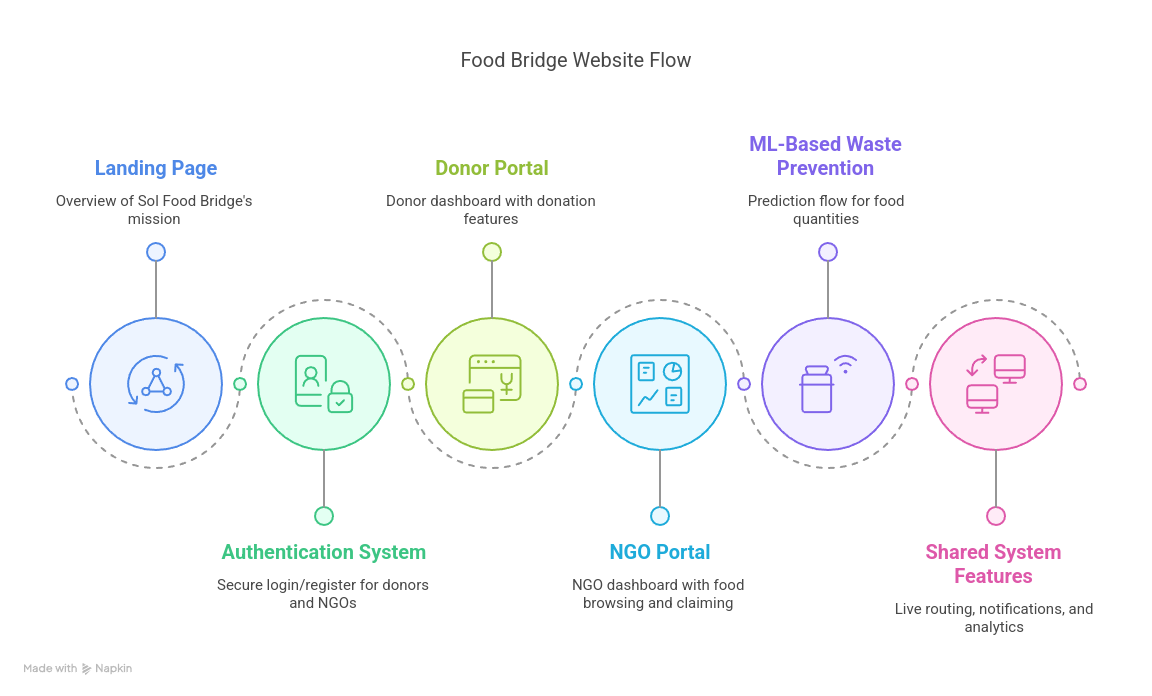 Food Bridge Website Flow
Landing Page
Overview of Sol Food Bridge's
mission
Donor Portal
Donor dashboard with donation
features
ML-Based Waste
Prevention
Prediction flow for food
quantities
Authentication System
Secure login/register for donors
and NGOs
NGO Portal
NGO dashboard with food
browsing and claiming
Shared System
Features
Live routing, notifications, and
analytics
Made with Napkin